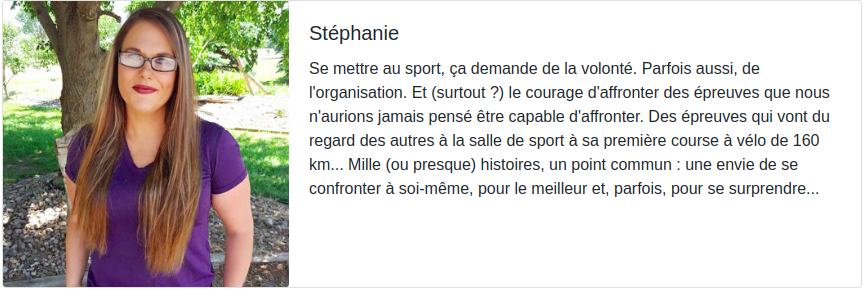 Stéphanie
Se mettre au sport, ça demande de la volonté. Parfois aussi, de
l'organisation. Et (surtout ?) le courage d'affronter des épreuves que nous
n'aurions jamais pensé être capable d'affronter. Des épreuves qui vont du
regard des autres à la salle de sport à sa première course à vélo de 160
km... Mille (ou presque) histoires, un point commun : une envie de se
confronter à soi-même, pour le meilleur et, parfois, pour se surprendre...